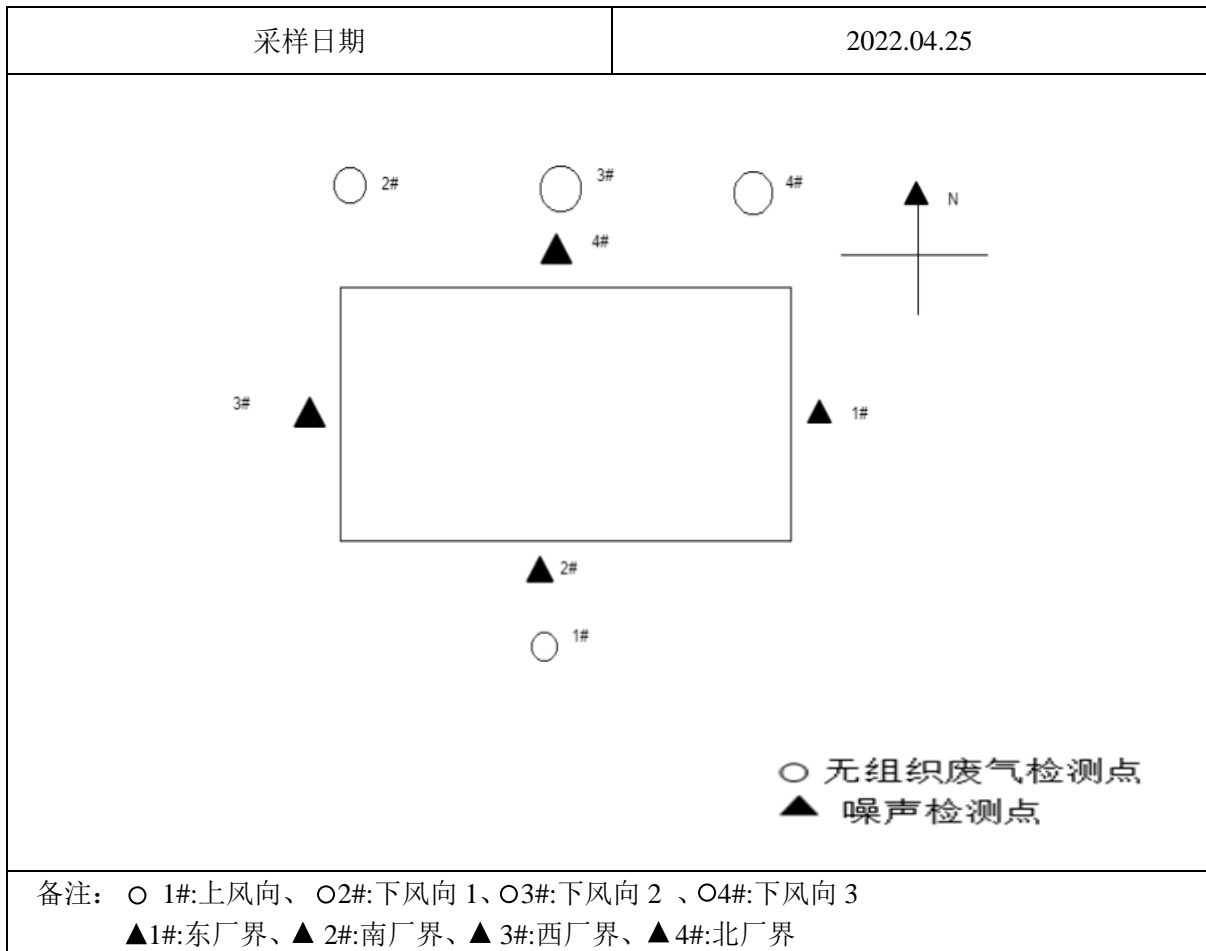 采样日期 2022.04.25
2# 3# 4#
N
4#
3# 1#
2#
1#
○ 无组织废气检测点
▲ 噪声检测点
备注： ○ 1#:上风向、 ○2#:下风向 1、○3#:下风向 2 、○4#:下风向 3
▲1#:东厂界、▲ 2#:南厂界、▲ 3#:西厂界、▲ 4#:北厂界